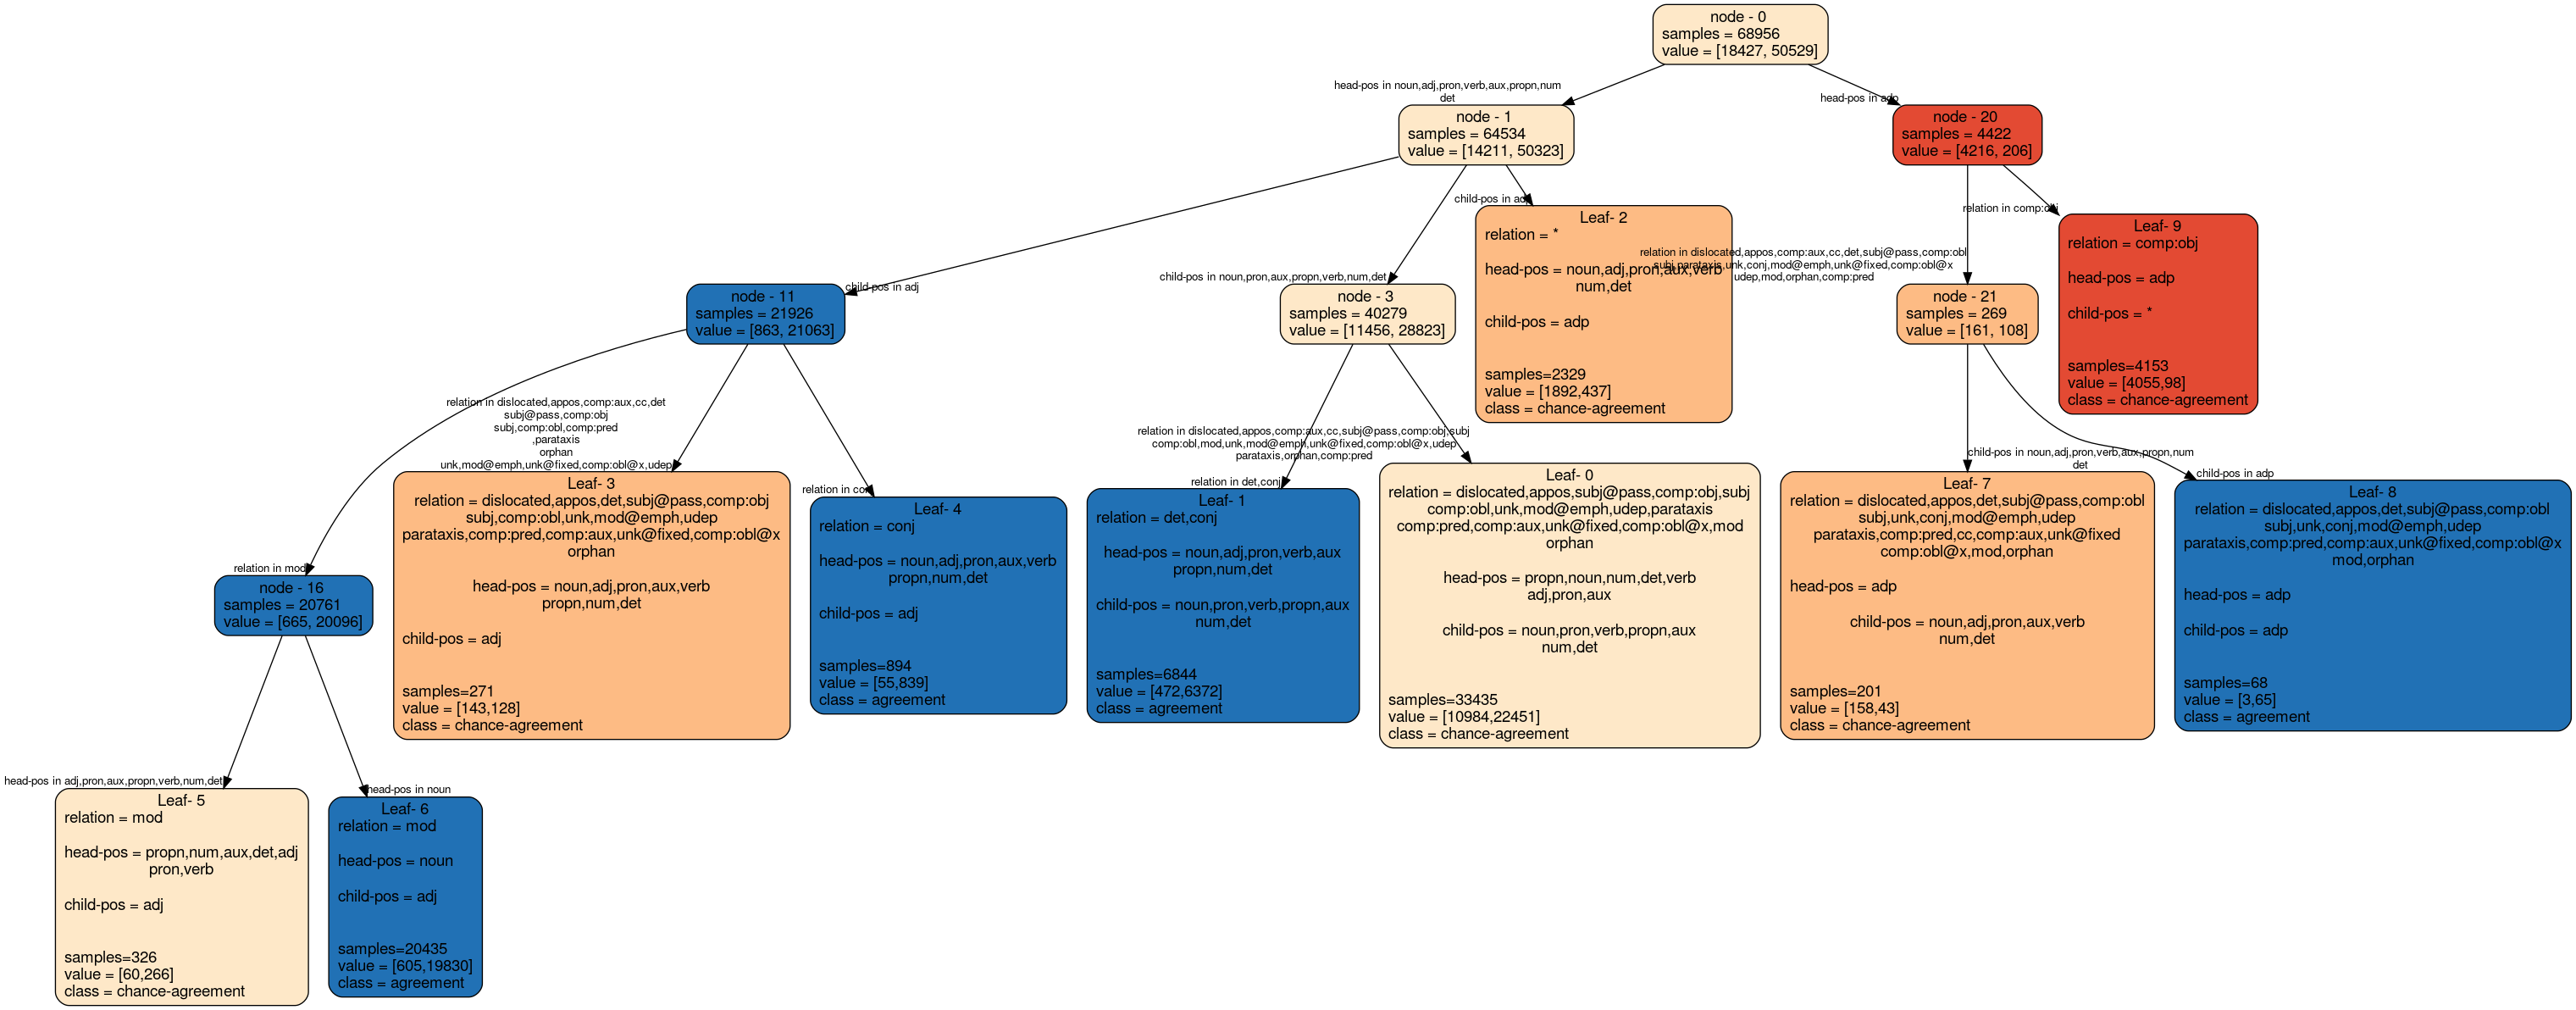 node - 0
samples = 68956
value = [18427, 50529]
head-pos in noun,adj,pron,verb,aux,propn,num
det
head-pos in adp
node - 1
samples = 64534
value = [14211, 50323]
node - 20
samples = 4422
value = [4216, 206]
child-pos in adj
child-pos in noun,pron,aux,propn,verb,num,det
child-pos in adp
relation in dislocated,appos,comp:aux,cc,det,subj@pass,comp:obl
subj,parataxis,unk,conj,mod@emph,unk@fixed,comp:obl@x
udep,mod,orphan,comp:pred
relation in comp:obj
node - 11
samples = 21926
value = [863, 21063]
node - 3
samples = 40279
value = [11456, 28823]
Leaf- 2
relation = *
head-pos = noun,adj,pron,aux,verb
num,det
child-pos = adp
samples=2329
value = [1892,437]
class = chance-agreement
node - 21
samples = 269
value = [161, 108]
Leaf- 9
relation = comp:obj
head-pos = adp
child-pos = *
samples=4153
value = [4055,98]
class = chance-agreement
relation in mod
relation in dislocated,appos,comp:aux,cc,det
subj@pass,comp:obj
subj,comp:obl,comp:pred
,parataxis
orphan
unk,mod@emph,unk@fixed,comp:obl@x,udep
relation in conj
relation in det,conj
relation in dislocated,appos,comp:aux,cc,subj@pass,comp:obj,subj
comp:obl,mod,unk,mod@emph,unk@fixed,comp:obl@x,udep
parataxis,orphan,comp:pred
child-pos in noun,adj,pron,verb,aux,propn,num
det
child-pos in adp
node - 16
samples = 20761
value = [665, 20096]
Leaf- 3
relation = dislocated,appos,det,subj@pass,comp:obj
subj,comp:obl,unk,mod@emph,udep
parataxis,comp:pred,comp:aux,unk@fixed,comp:obl@x
orphan
head-pos = noun,adj,pron,aux,verb
propn,num,det
child-pos = adj
samples=271
value = [143,128]
class = chance-agreement
Leaf- 4
relation = conj
head-pos = noun,adj,pron,aux,verb
propn,num,det
child-pos = adj
samples=894
value = [55,839]
class = agreement
Leaf- 1
relation = det,conj
head-pos = noun,adj,pron,verb,aux
propn,num,det
child-pos = noun,pron,verb,propn,aux
num,det
samples=6844
value = [472,6372]
class = agreement
Leaf- 0
relation = dislocated,appos,subj@pass,comp:obj,subj
comp:obl,unk,mod@emph,udep,parataxis
comp:pred,comp:aux,unk@fixed,comp:obl@x,mod
orphan
head-pos = propn,noun,num,det,verb
adj,pron,aux
child-pos = noun,pron,verb,propn,aux
num,det
samples=33435
value = [10984,22451]
class = chance-agreement
Leaf- 7
relation = dislocated,appos,det,subj@pass,comp:obl
subj,unk,conj,mod@emph,udep
parataxis,comp:pred,cc,comp:aux,unk@fixed
comp:obl@x,mod,orphan
head-pos = adp
child-pos = noun,adj,pron,aux,verb
num,det
samples=201
value = [158,43]
class = chance-agreement
Leaf- 8
relation = dislocated,appos,det,subj@pass,comp:obl
subj,unk,conj,mod@emph,udep
parataxis,comp:pred,comp:aux,unk@fixed,comp:obl@x
mod,orphan
head-pos = adp
child-pos = adp
samples=68
value = [3,65]
class = agreement
head-pos in adj,pron,aux,propn,verb,num,det
head-pos in noun
Leaf- 5
relation = mod
head-pos = propn,num,aux,det,adj
pron,verb
child-pos = adj
samples=326
value = [60,266]
class = chance-agreement
Leaf- 6
relation = mod
head-pos = noun
child-pos = adj
samples=20435
value = [605,19830]
class = agreement